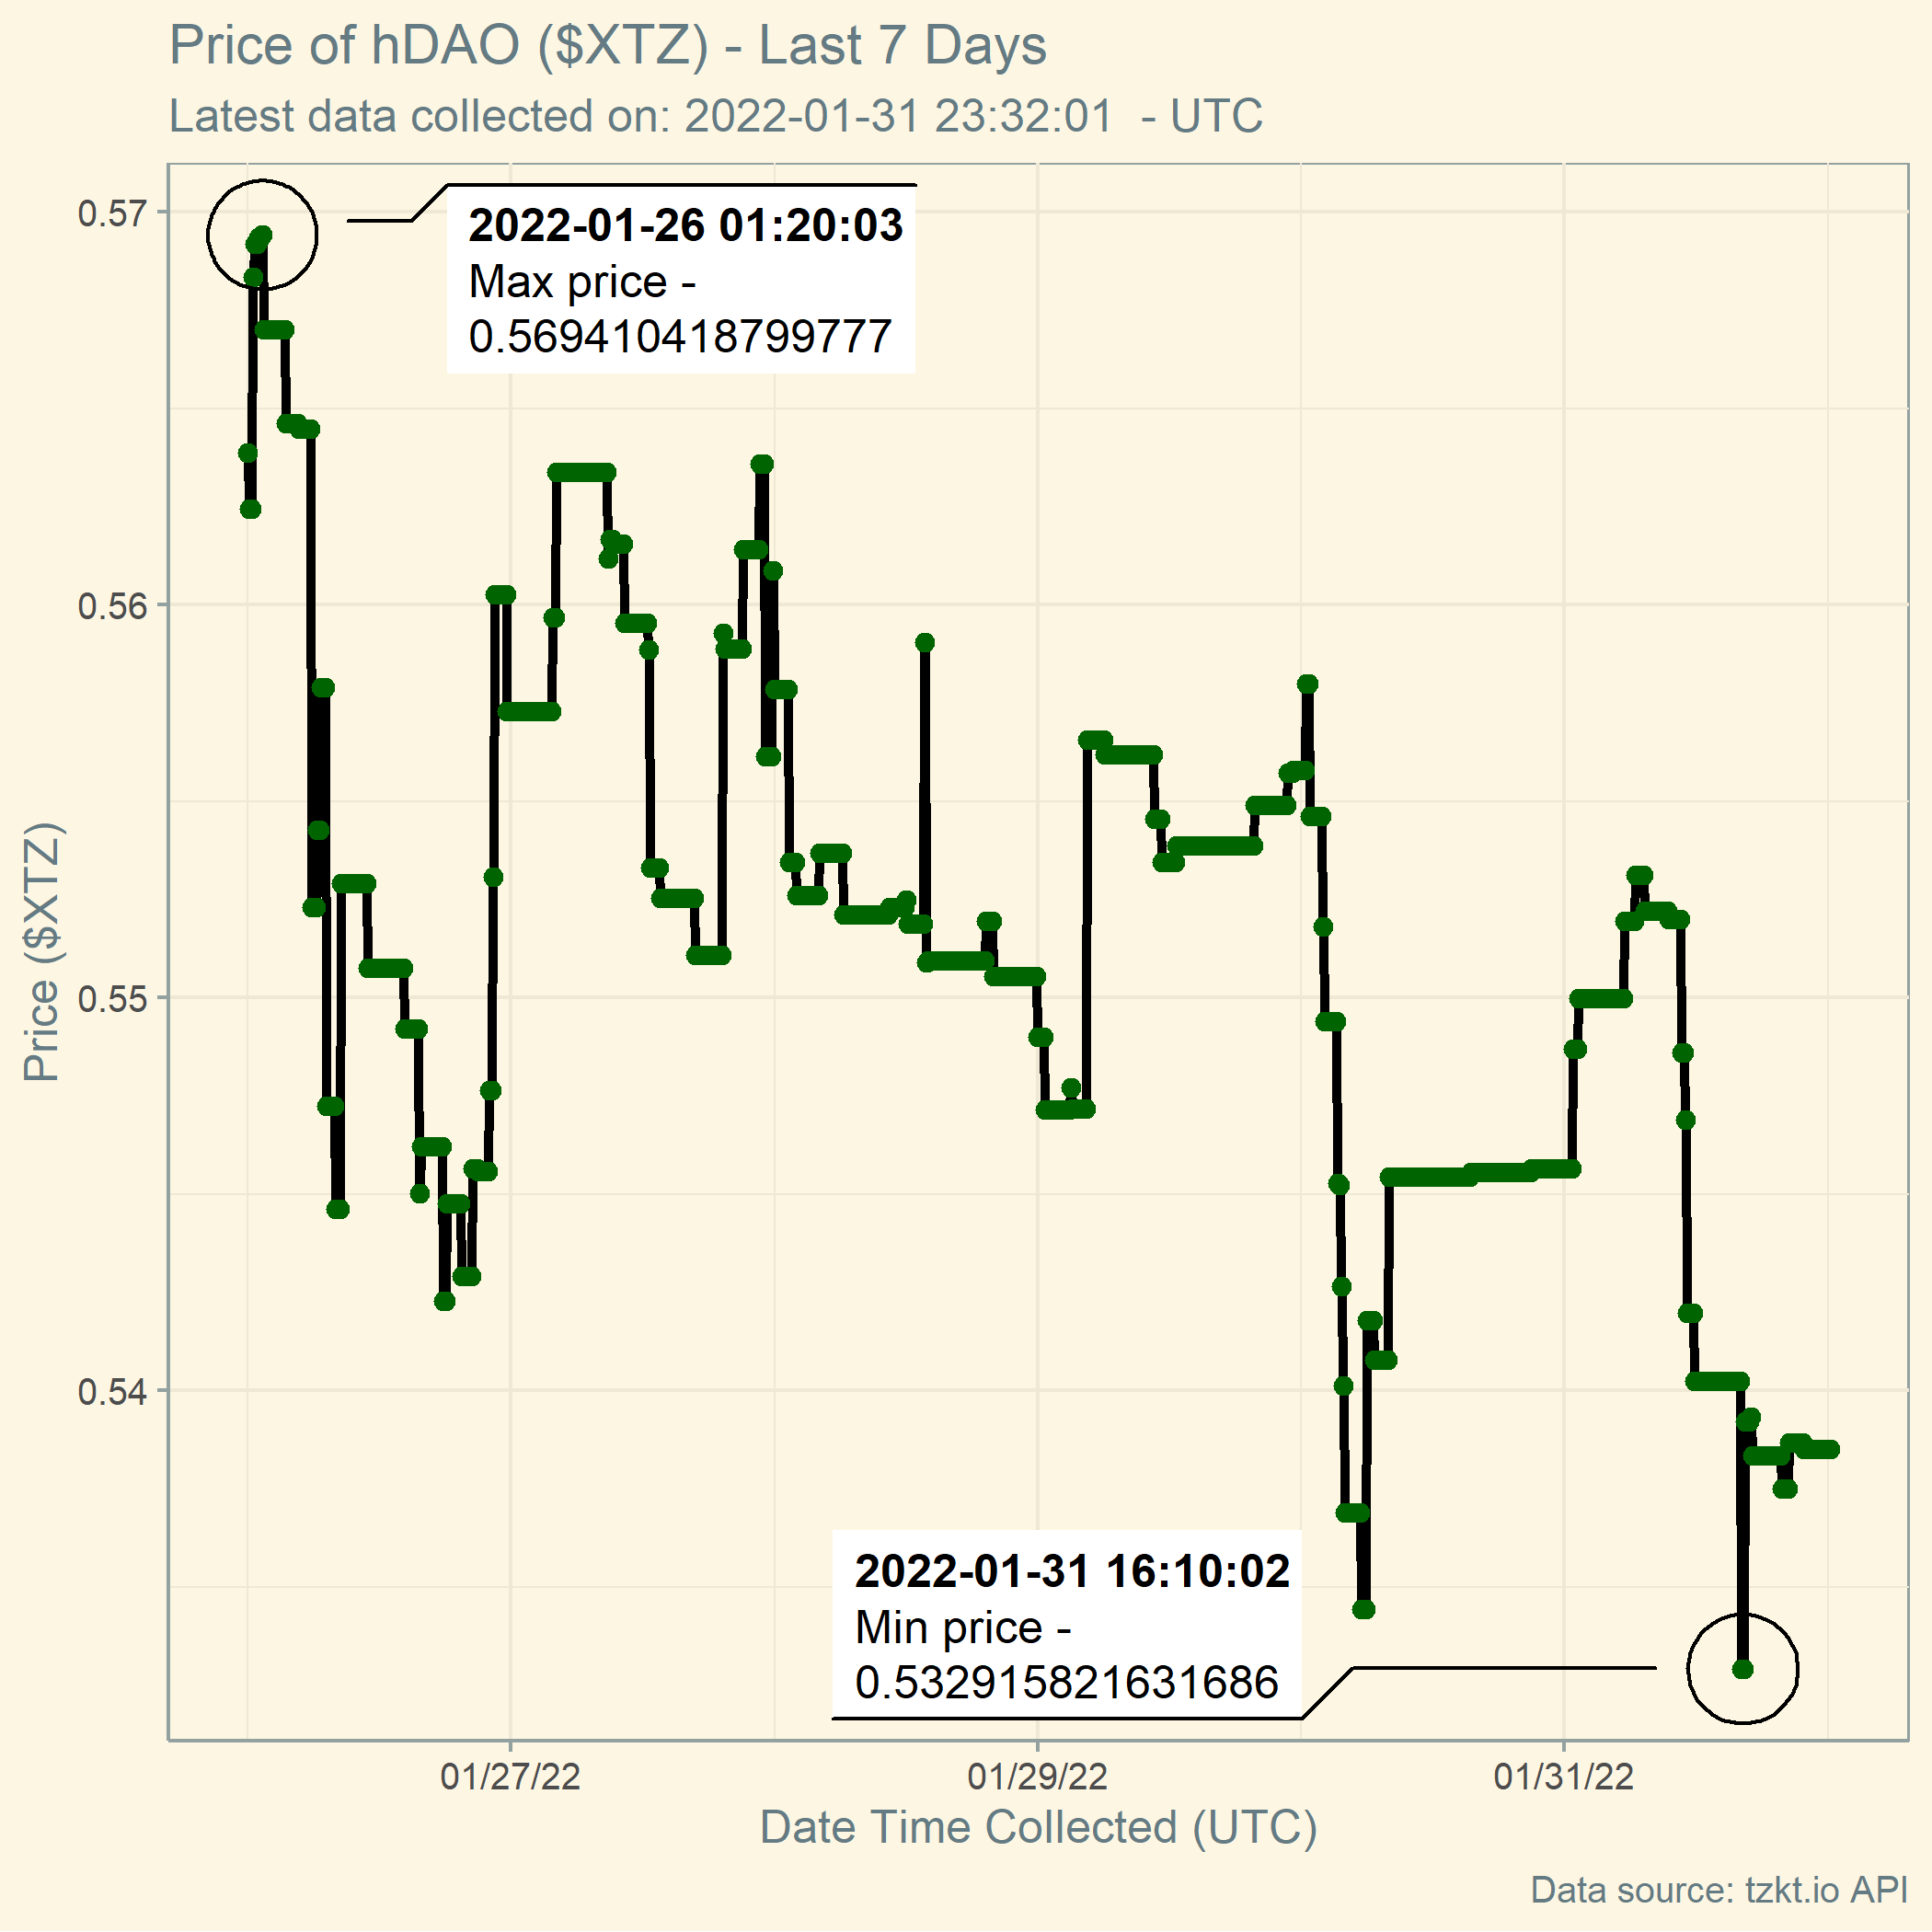 Price of hDAO ($XTZ) - Last 7 Days
Latest data collected on: 2022-01-31 23:32:01  - UTC
2022-01-26 01:20:03
Max price -
0.569410418799777
0.57
0.56
0.55
0.54
Price ($XTZ)
2022-01-31 16:10:02
Min price -
0.532915821631686
01/27/22
01/29/22
01/31/22
Date Time Collected (UTC)
Data source: tzkt.io API